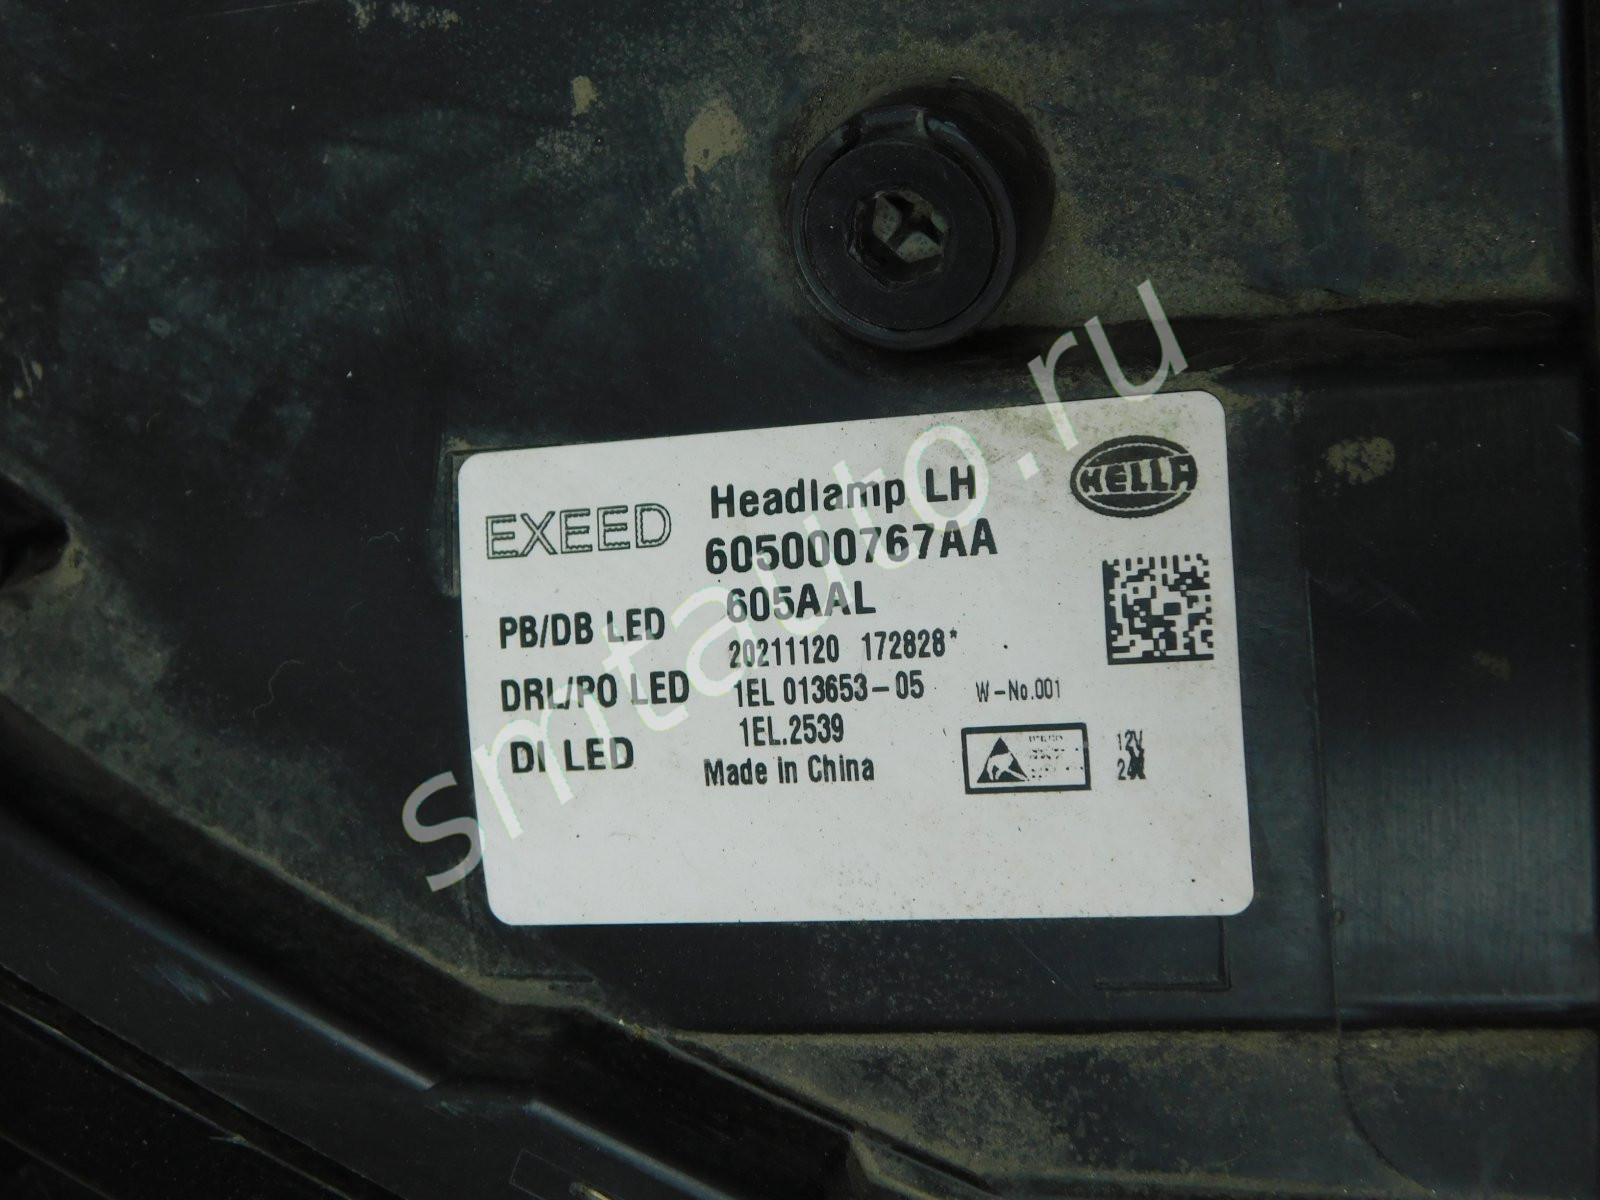 EXEED
Headlamp LH
HELLA
605000767AA
605AAL
PB/DB LED
20211120 172828*
DRL/PO LED
1EL 013653-05
W-No.001
1EL.2539
DI LED
Made in China
12V
smtauto.ru